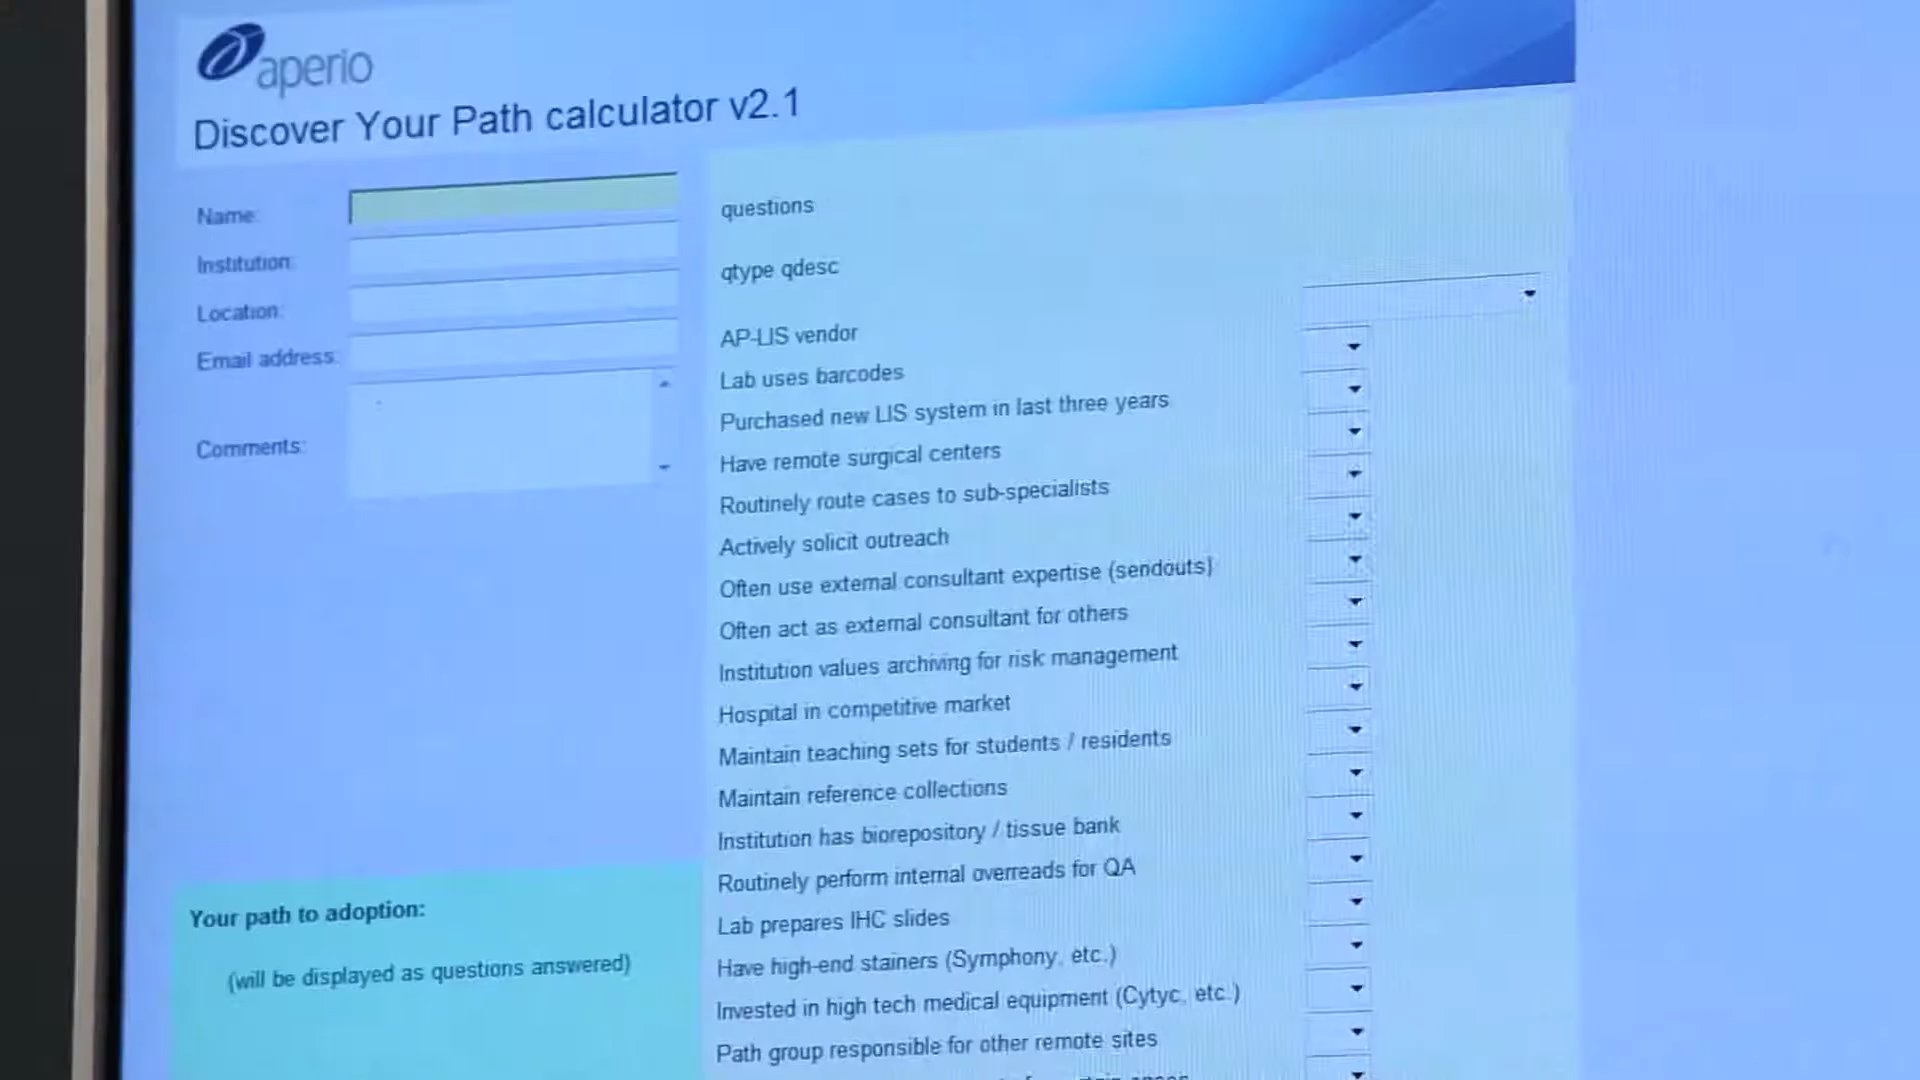 aperio
Discover Your Path calculator v2.1
Name:
Institution:
Location:
Email address:
Comments:
Your path to adoption:
(will be displayed as questions answered)
questions
qtype qdesc
AP-LIS vendor
Lab uses barcodes
Purchased new LIS system in last three years
Have remote surgical centers
Routinely route cases to sub-specialists
Actively solicit outreach
Often use external consultant expertise (sendouts)
Often act as external consultant for others
Institution values archiving for risk management
Hospital in competitive market
Maintain teaching sets for students / residents
Maintain reference collections
Institution has biorepository / tissue bank
Routinely perform internal overreads for QA
Lab prepares IHC slides
Have high-end stainers (Symphony, etc.)
Invested in high tech medical equipment (Cytyc, etc.)
Path group responsible for other remote sites